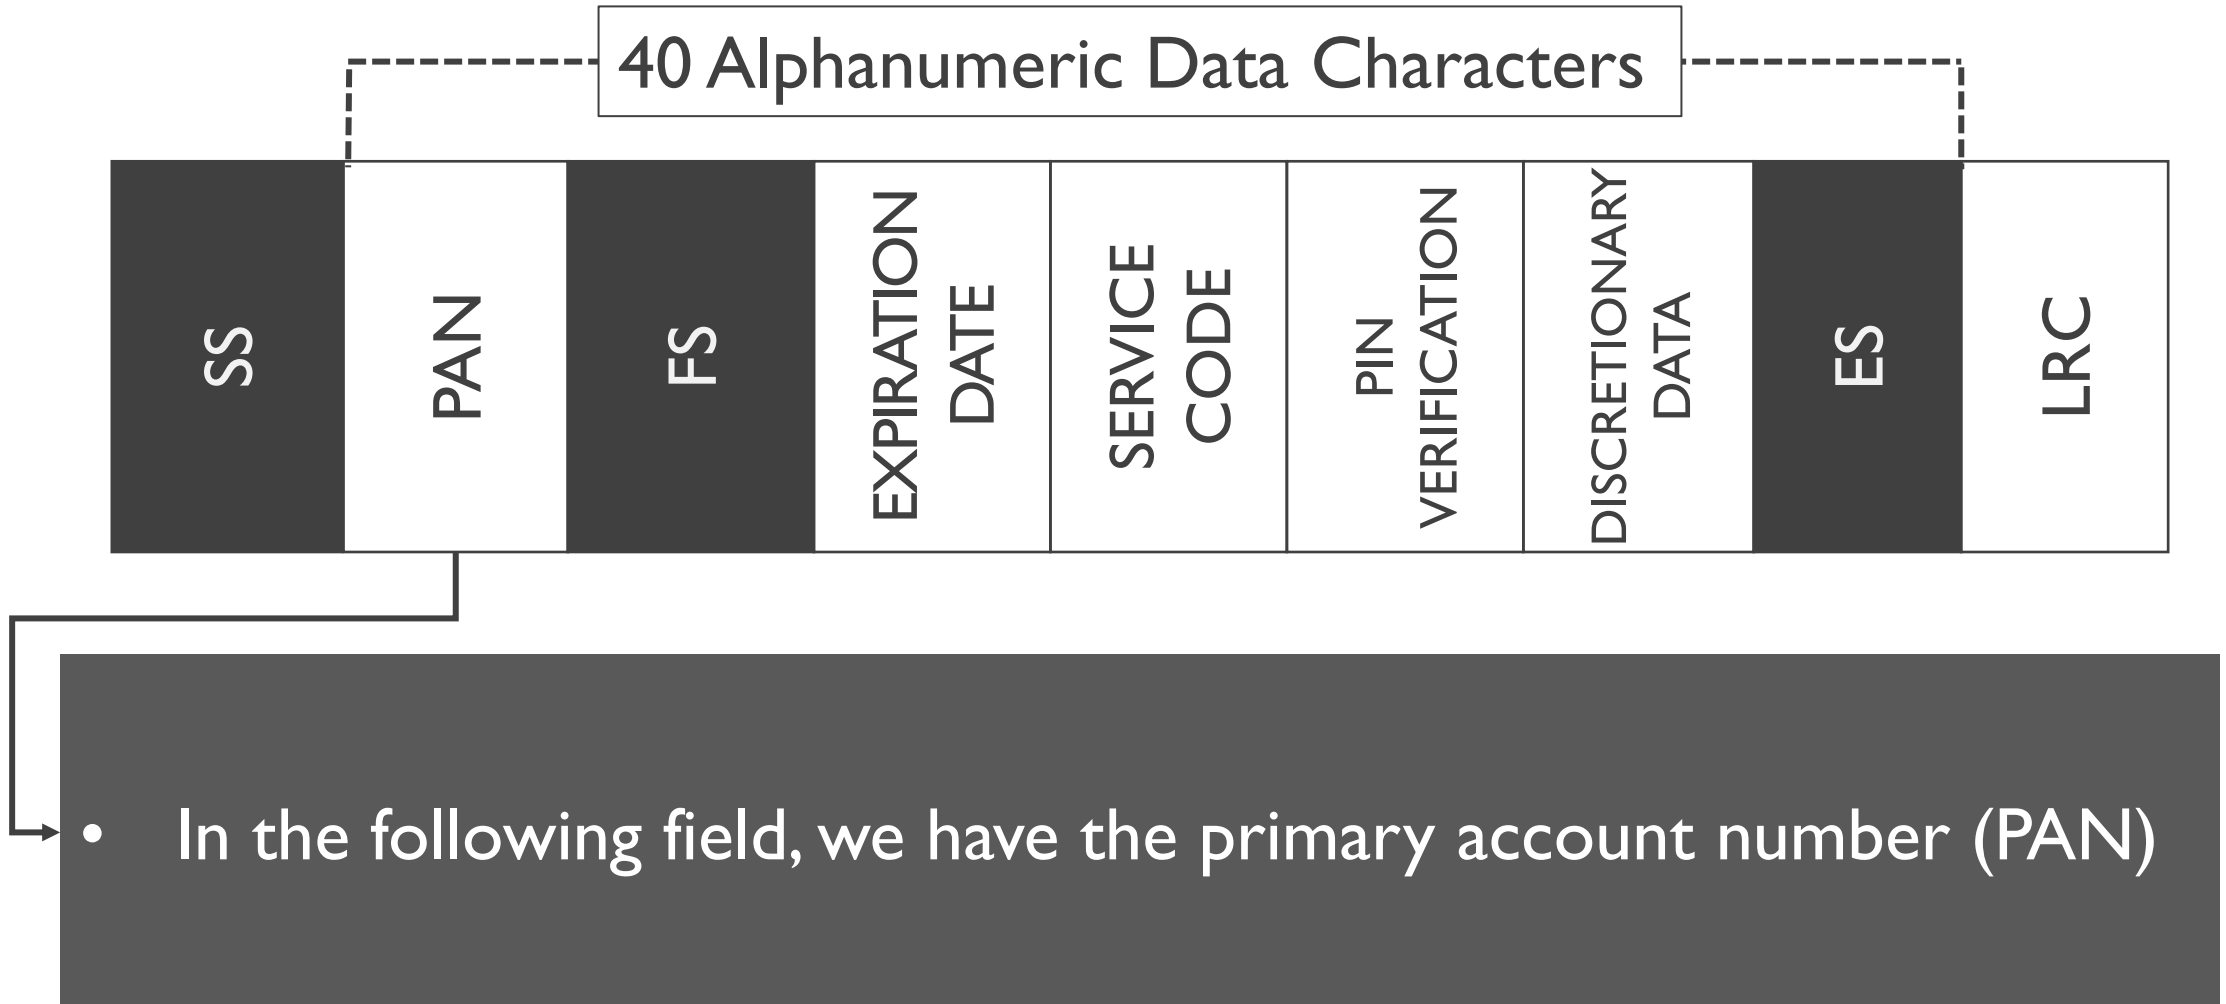 40 Alphanumeric Data Characters
SS
PAN
FS
EXPIRATION
DATE
SERVICE
CODE
PIN
VERIFICATION
DISCRETIONARY
DATA
ES
LRC
• In the following field, we have the primary account number (PAN)